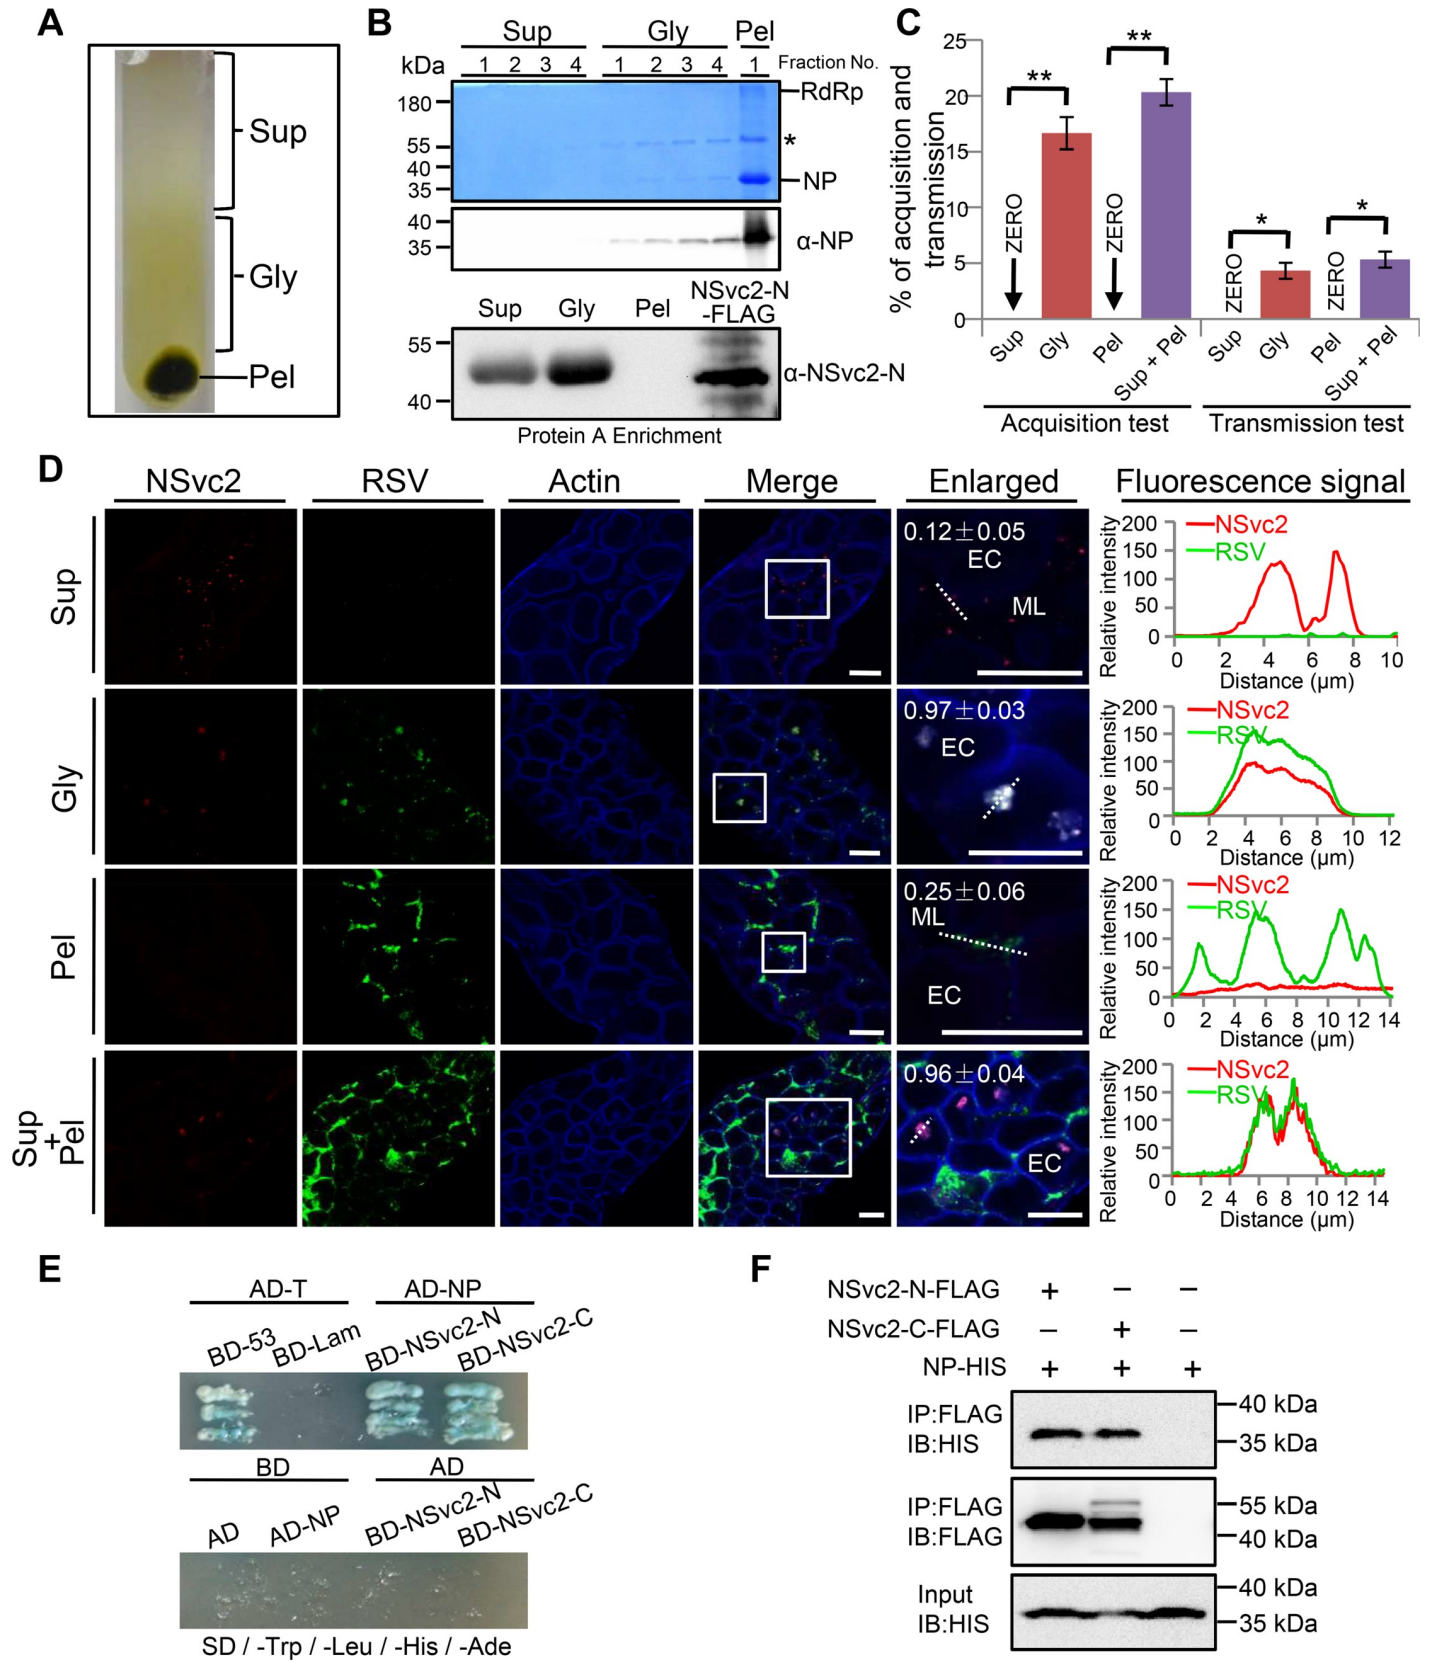 A
Sup
Gly
Pel
B
Sup Gly Pel
kDa 1 2 3 4 1 2 3 4 1 Fraction No.
180
55
40
35
RdRp
*
NP
40
35
α-NP
Sup Gly Pel NSvc2-N
-FLAG
55
40
α-NSvc2-N
Protein A Enrichment
C
% of acquisition and
transmission
25
20
15
10
5
0
** ** * *
ZERO ZERO ZERO ZERO
Sup Gly Pel Sup + Pel Sup Gly Pel Sup + Pel
Acquisition test Transmission test
D
NSvc2 RSV Actin Merge Enlarged Fluorescence signal
Sup
0.12±0.05
EC
ML
Relative intensity
200
150
100
50
0
NSvc2
RSV
0 2 4 6 8 10
Distance (μm)
Gly
0.97±0.03
EC
Relative intensity
200
150
100
50
0
NSvc2
RSV
0 2 4 6 8 10 12
Distance (μm)
Pel
0.25±0.06
ML
EC
Relative intensity
200
150
100
50
0
NSvc2
RSV
0 2 4 6 8 10 12 14
Distance (μm)
Sup
+
Pel
0.96±0.04
EC
Relative intensity
200
150
100
50
0
NSvc2
RSV
0 2 4 6 8 10 12 14
Distance (μm)
E
AD-T AD-NP
BD-53 BD-Lam BD-NSvc2-N BD-NSvc2-C
BD AD
AD AD-NP BD-NSvc2-N BD-NSvc2-C
SD / -Trp / -Leu / -His / -Ade
F
NSvc2-N-FLAG + − −
NSvc2-C-FLAG − + −
NP-HIS + + +
IP:FLAG
IB:HIS
40 kDa
35 kDa
IP:FLAG
IB:FLAG
55 kDa
40 kDa
Input
IB:HIS
40 kDa
35 kDa